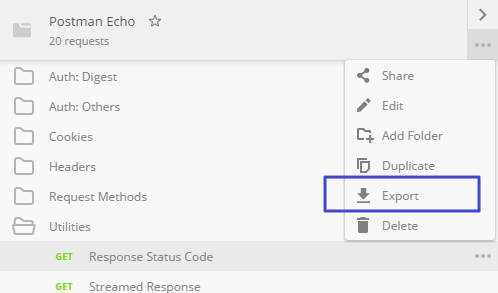 Postman Echo
20 requests
Auth: Digest
Auth: Others
Cookies
Headers
Request Methods
Utilities
GET Response Status Code
GET Streamed Response
Share
Edit
Add Folder
Duplicate
Export
Delete